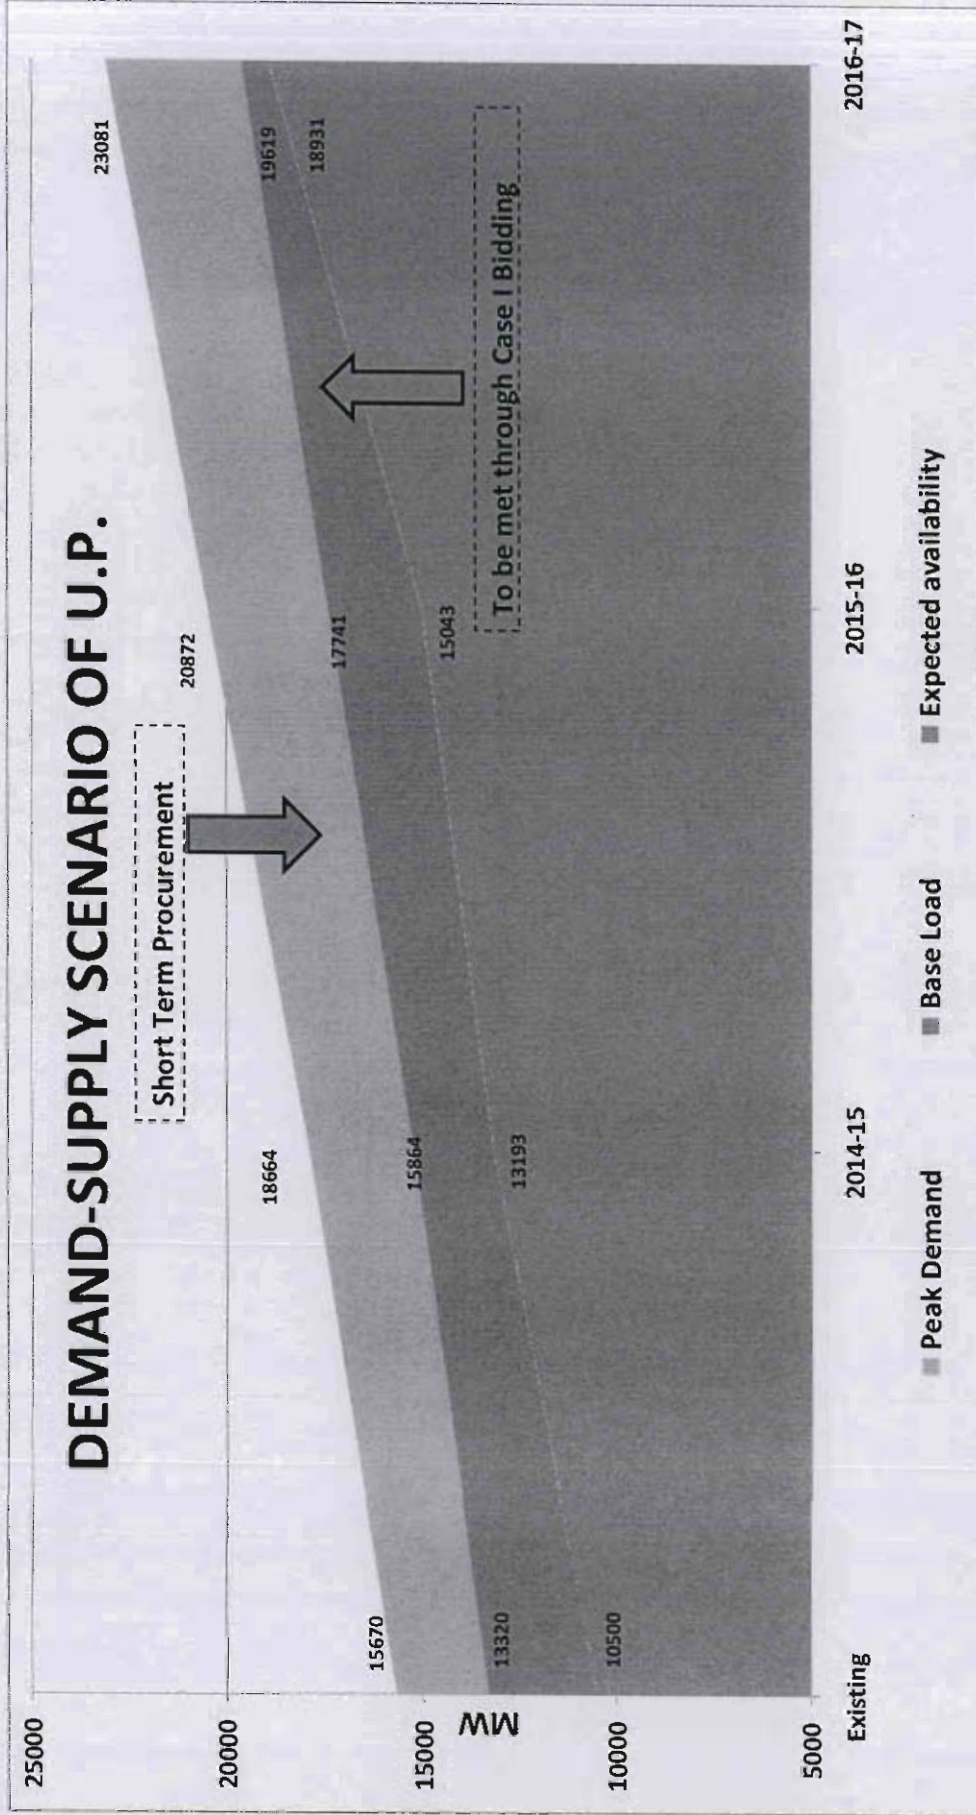 DEMAND-SUPPLY SCENARIO OF U.P.
25000
20000
15000
10000
5000
MW
Short Term Procurement
To be met through Case I Bidding
15670
18664
20872
23081
13320
15864
17741
19619
10500
13193
15043
18931
Existing
2014-15
2015-16
2016-17
Peak Demand
Base Load
Expected availability